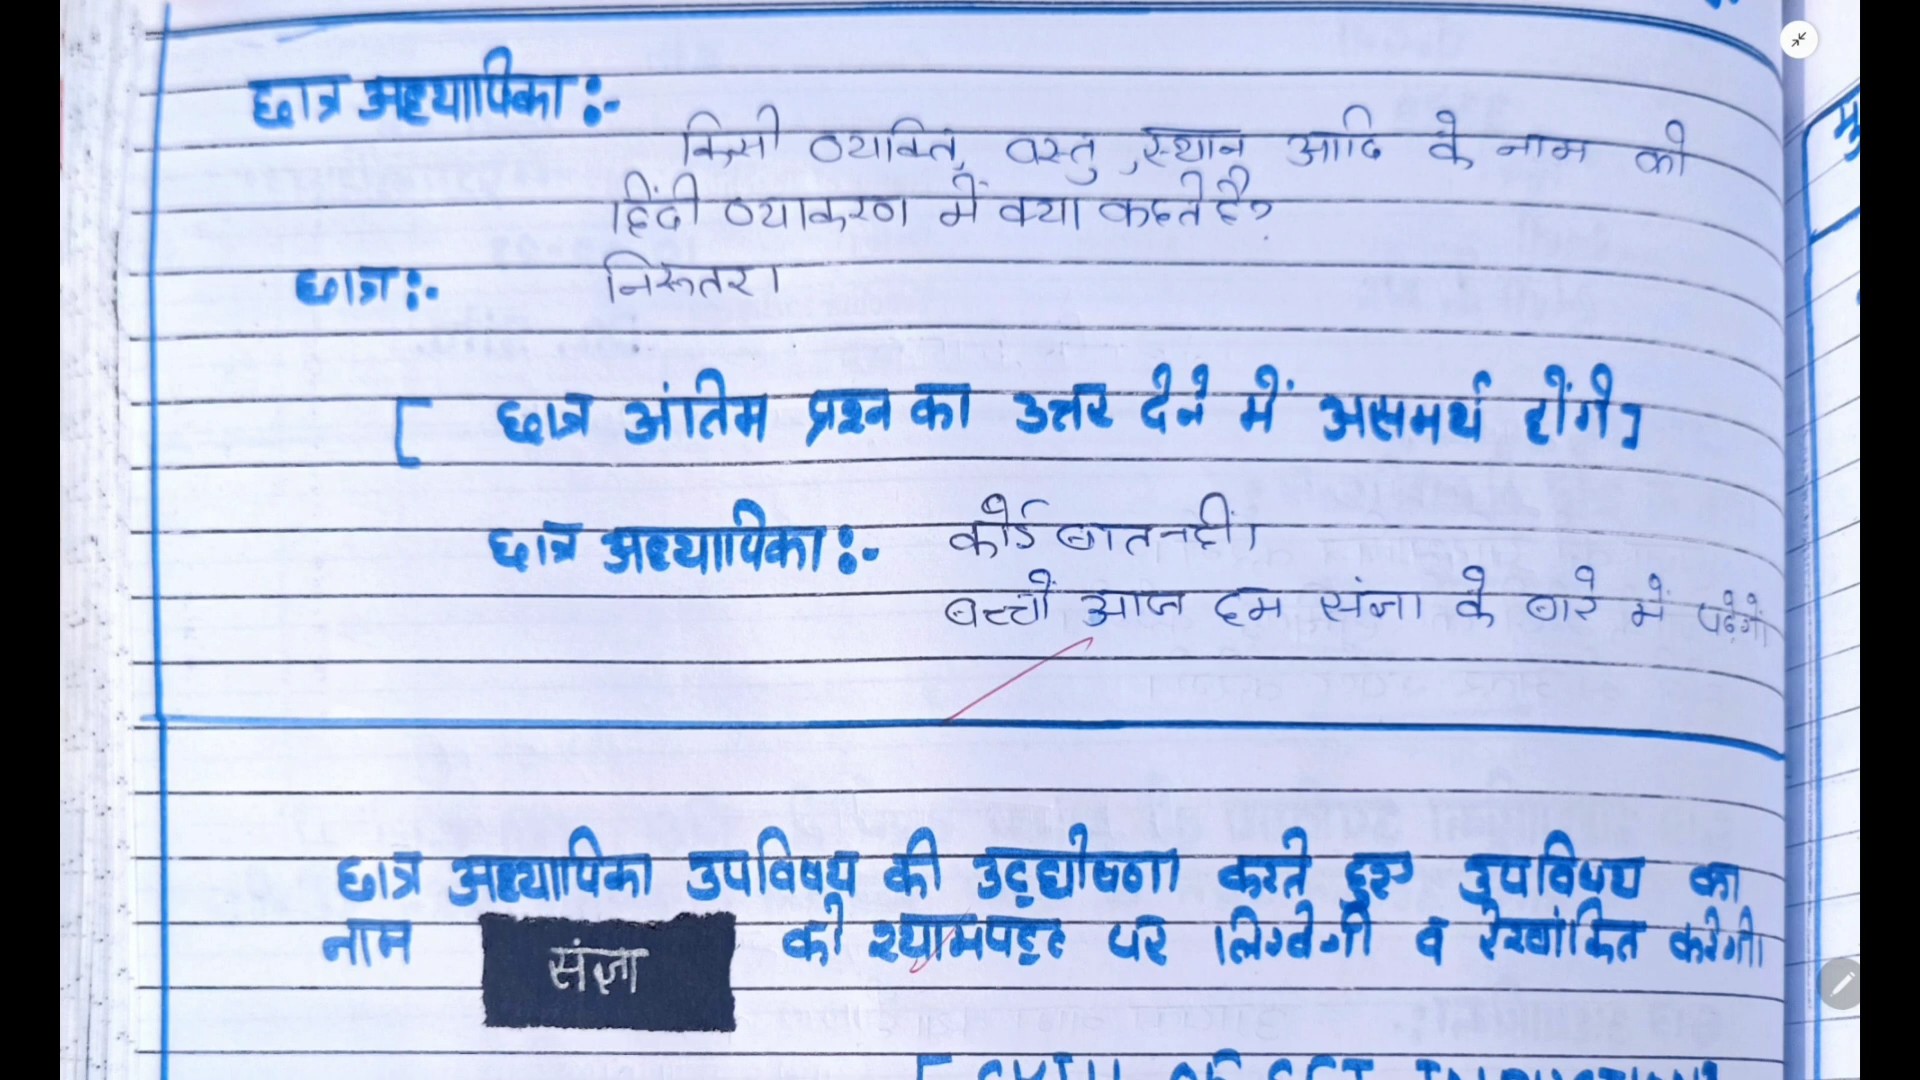 छात्र अध्यापिका :-
किसी व्यक्ति, वस्तु, स्थान आदि के नाम को
हिंदी व्याकरण में क्या कहते है?
छात्र :-
निरूतर।
[ छात्र अंतिम प्रश्न का उत्तर देने में असमर्थ होंगे]
छात्र अध्यापिका :- कोई बात नहीं।
बच्चों आज हम संज्ञा के बारे में पढ़ेंगे
छात्र अध्यापिका उपविषय की उद्घोषणा करते हुए उपविषय का
नाम संज्ञा को श्यामपट्ट पर लिखेगी व रेखांकित करेगी।